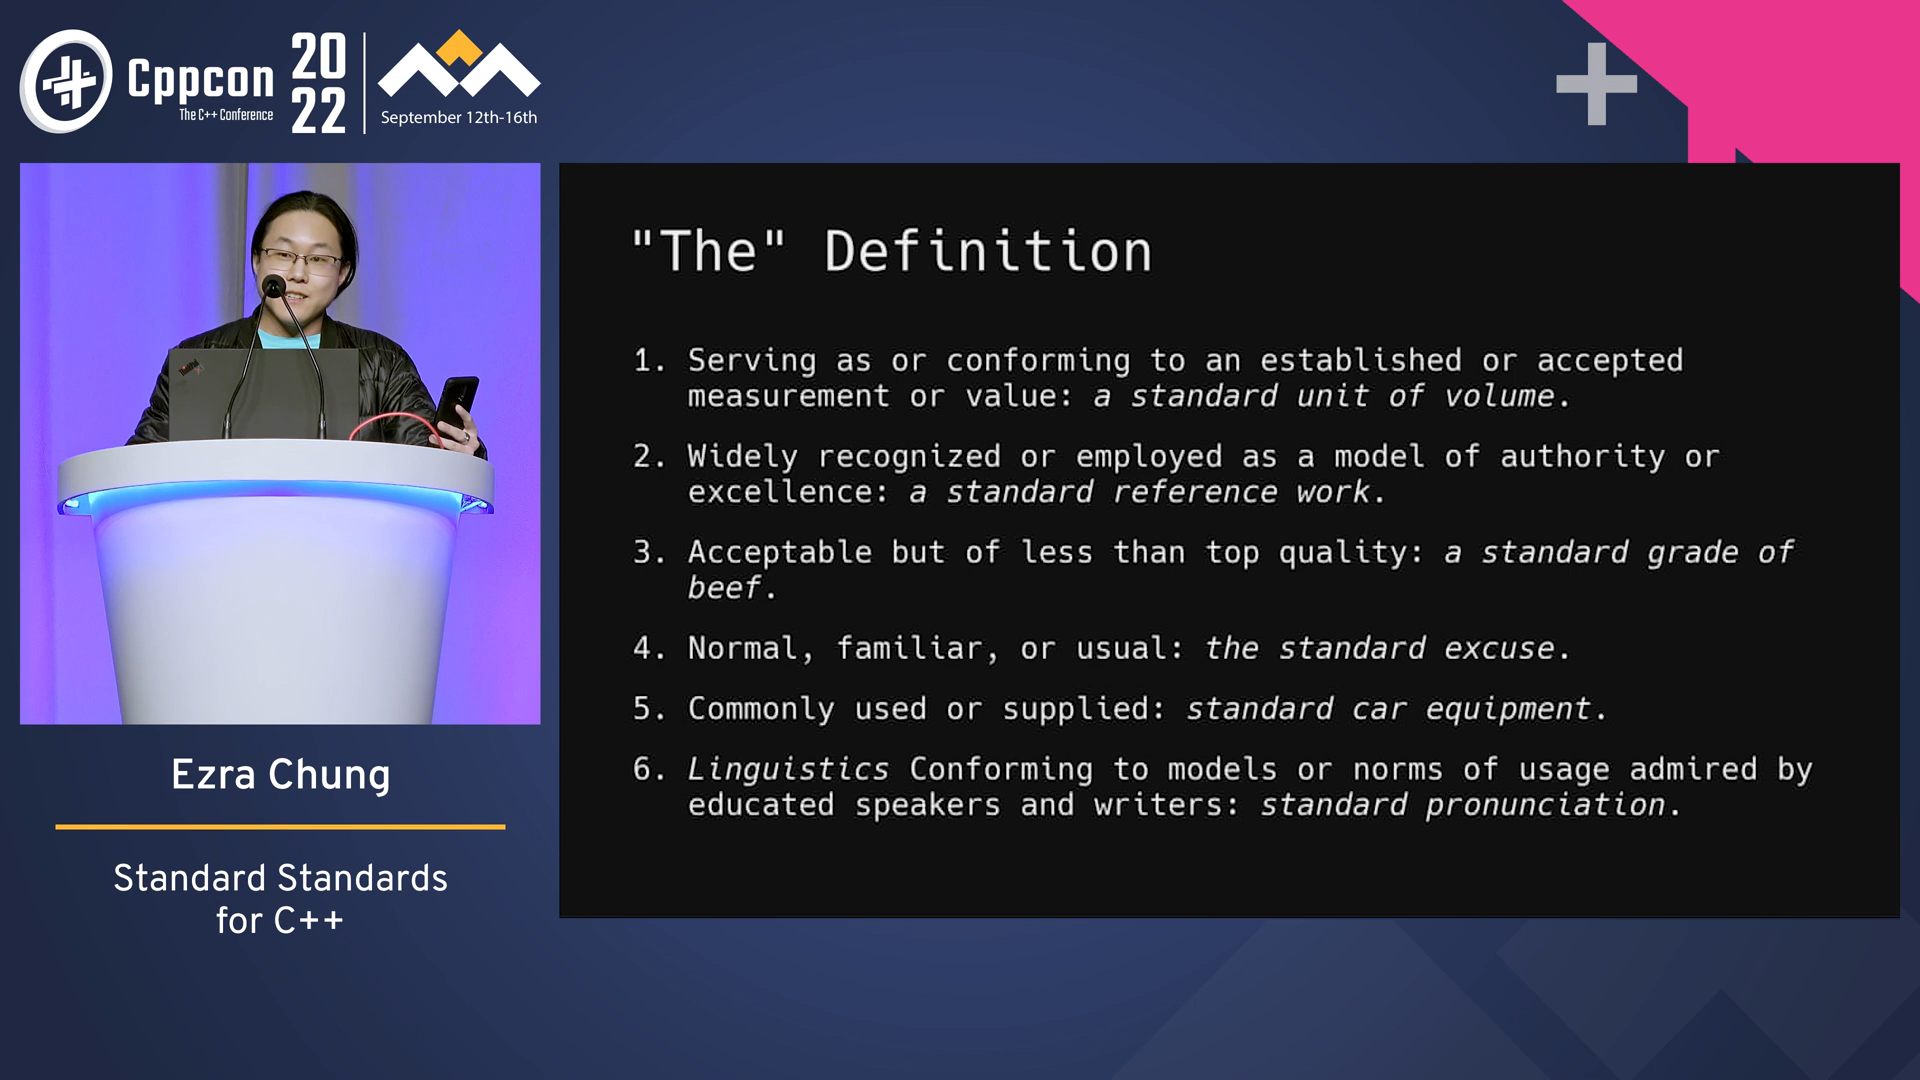 Cppcon
The C++ Conference
20
22
September 12th-16th
ThinkPad
"The" Definition
1. Serving as or conforming to an established or accepted
measurement or value: a standard unit of volume.
2. Widely recognized or employed as a model of authority or
excellence: a standard reference work.
3. Acceptable but of less than top quality: a standard grade of
beef.
4. Normal, familiar, or usual: the standard excuse.
5. Commonly used or supplied: standard car equipment.
6. Linguistics Conforming to models or norms of usage admired by
educated speakers and writers: standard pronunciation.
Ezra Chung
Standard Standards
for C++